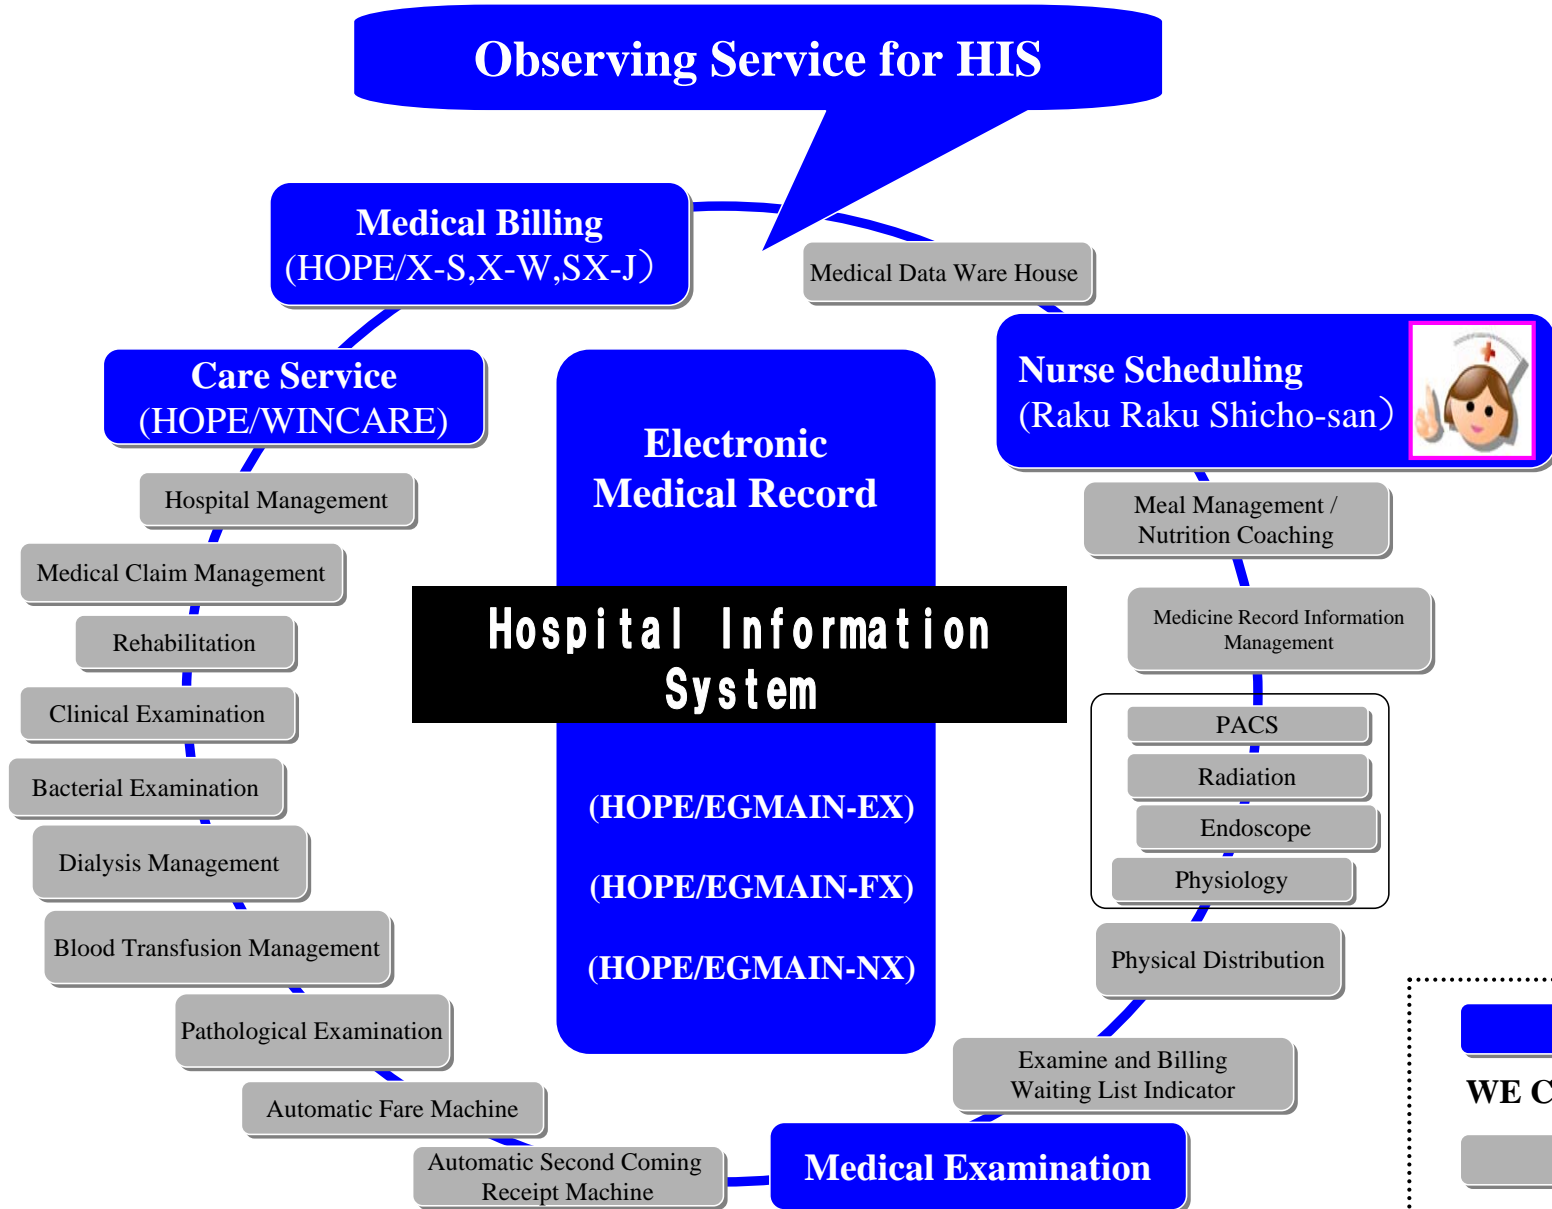 Observing Service for HIS
Medical Billing
(HOPE/X-S,X-W,SX-J）
Medical Data Ware House
Care Service
(HOPE/WINCARE)
Nurse Scheduling
(Raku Raku Shicho-san）
Electronic
Medical Record
Hospital Information
System
(HOPE/EGMAIN-EX)
(HOPE/EGMAIN-FX)
(HOPE/EGMAIN-NX)
Hospital Management
Medical Claim Management
Rehabilitation
Clinical Examination
Bacterial Examination
Dialysis Management
Blood Transfusion Management
Pathological Examination
Automatic Fare Machine
Automatic Second Coming
Receipt Machine
Medical Examination
Meal Management /
Nutrition Coaching
Medicine Record Information
Management
PACS
Radiation
Endoscope
Physiology
Physical Distribution
Examine and Billing
Waiting List Indicator
WE C